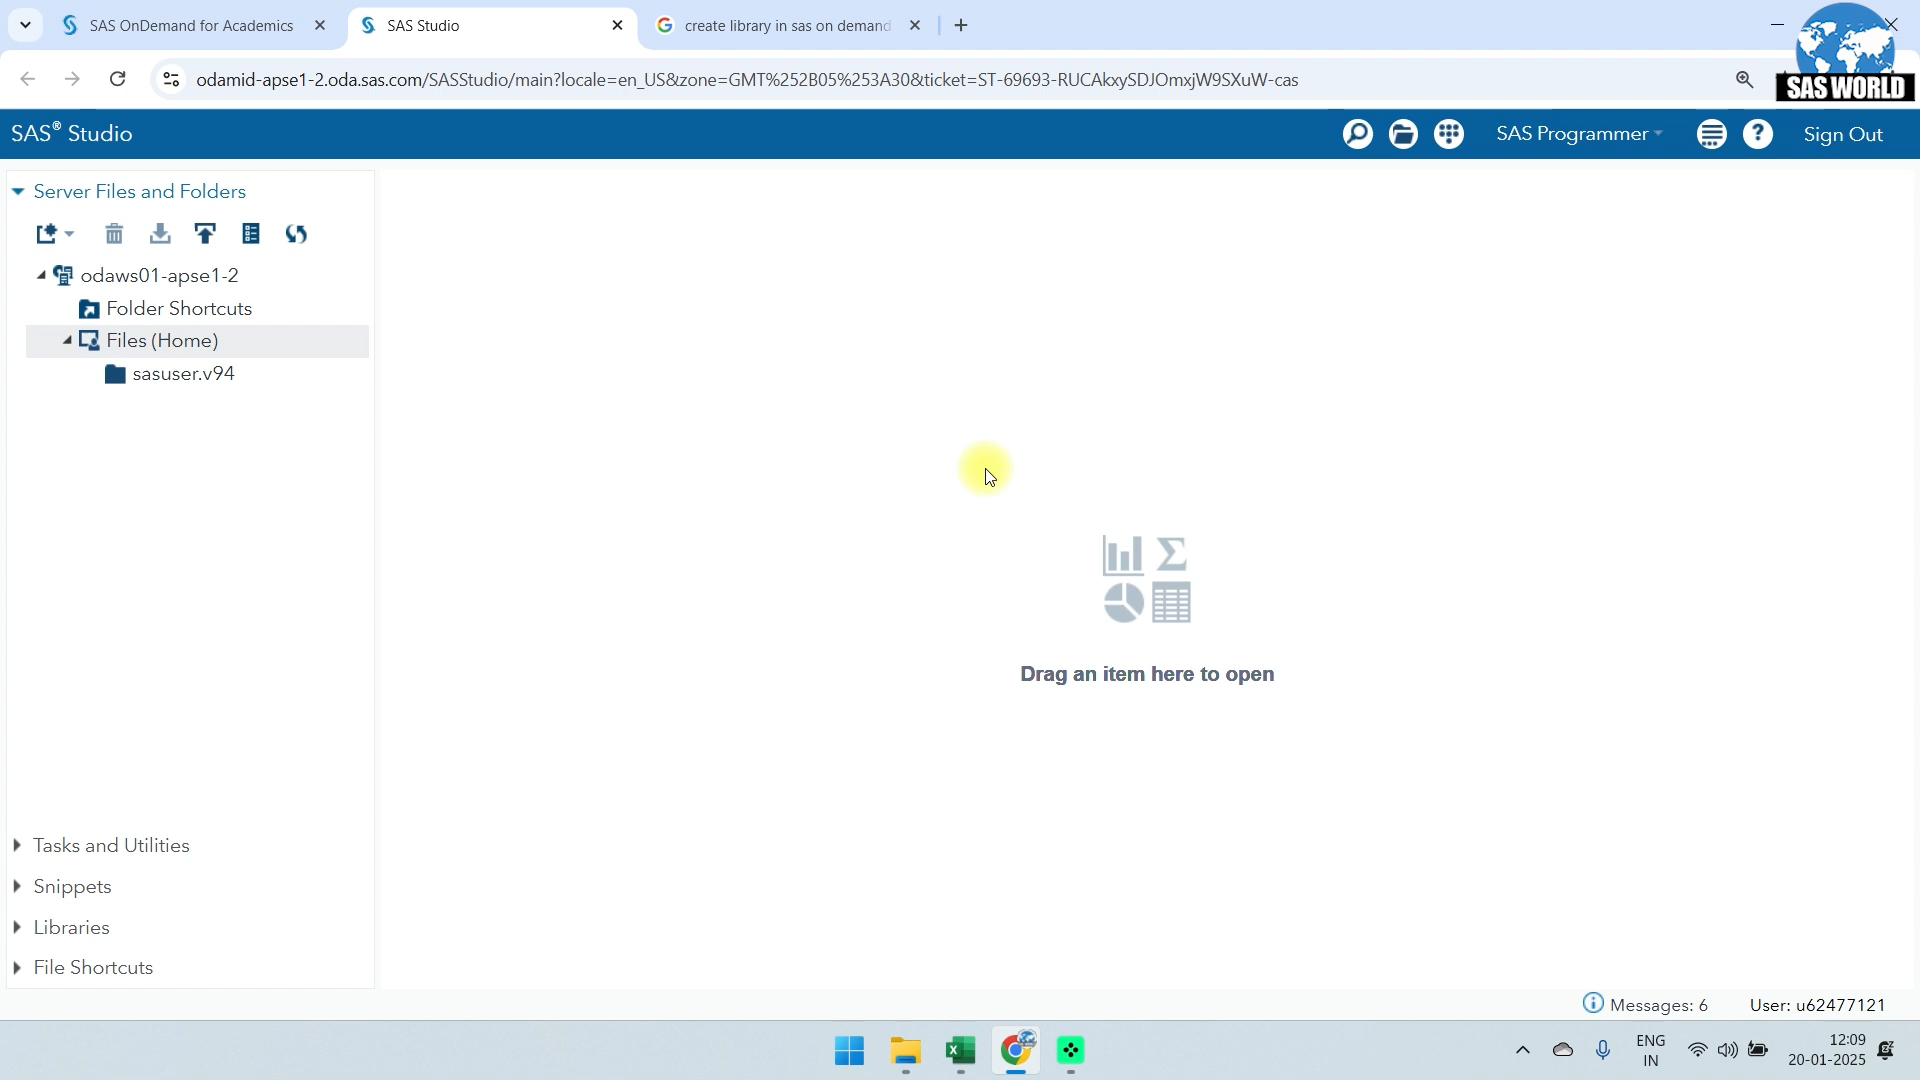 SAS OnDemand for Academics
SAS Studio
create library in sas on demand
odamid-apse1-2.oda.sas.com/SASStudio/main?locale=en_US&zone=GMT%252B05%253A30&ticket=ST-69693-RUCAkxySDJOmxjW9SXuW-cas
SAS WORLD
SAS® Studio
SAS Programmer
Sign Out
Server Files and Folders
odaws01-apse1-2
Folder Shortcuts
Files (Home)
sasuser.v94
Drag an item here to open
Tasks and Utilities
Snippets
Libraries
File Shortcuts
Messages: 6
User: u62477121
ENG
IN
12:09
20-01-2025